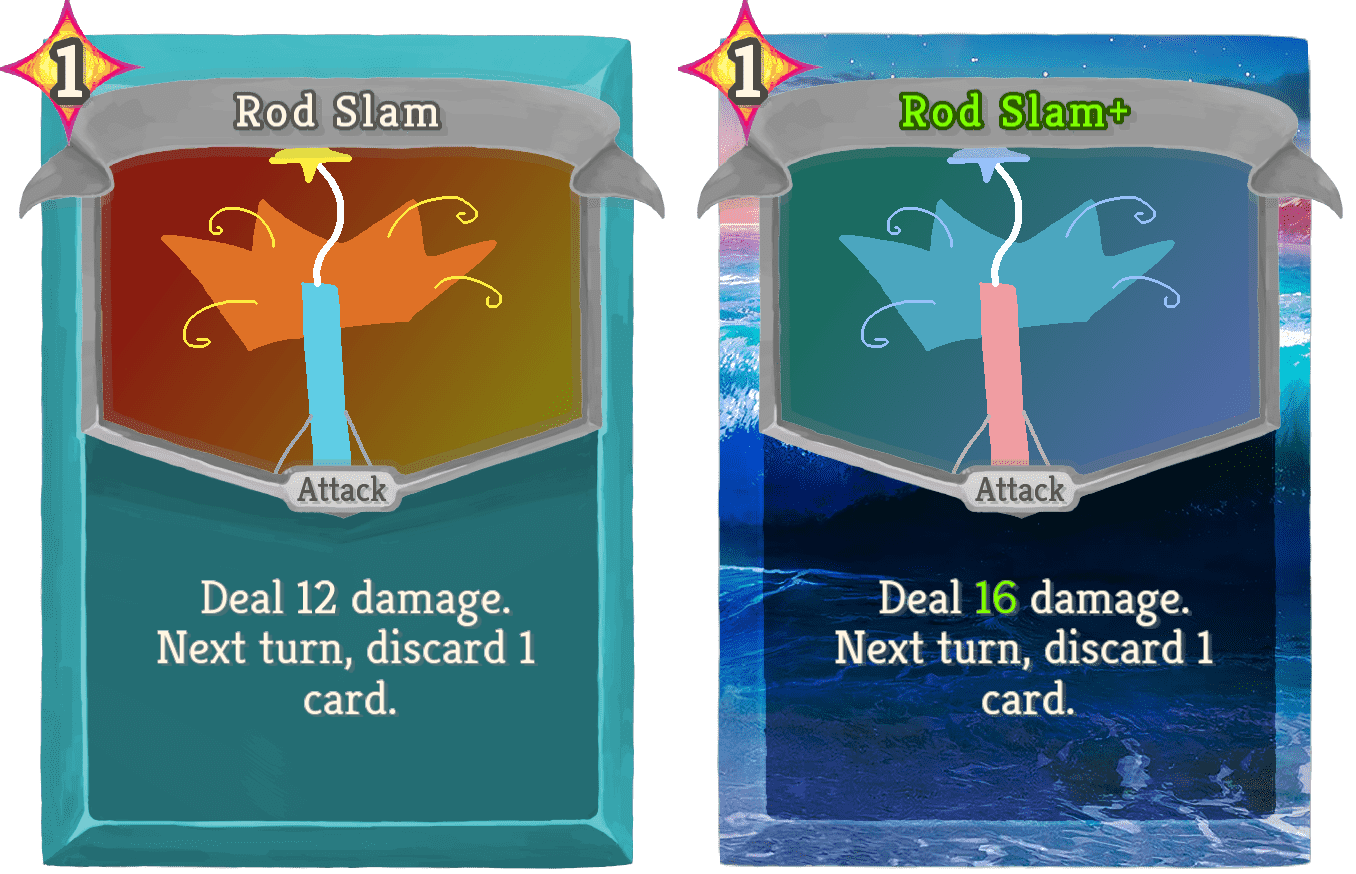 1
Rod Slam
Attack
Deal 12 damage.
Next turn, discard 1
card.
1
Rod Slam+
Attack
Deal 16 damage.
Next turn, discard 1
card.